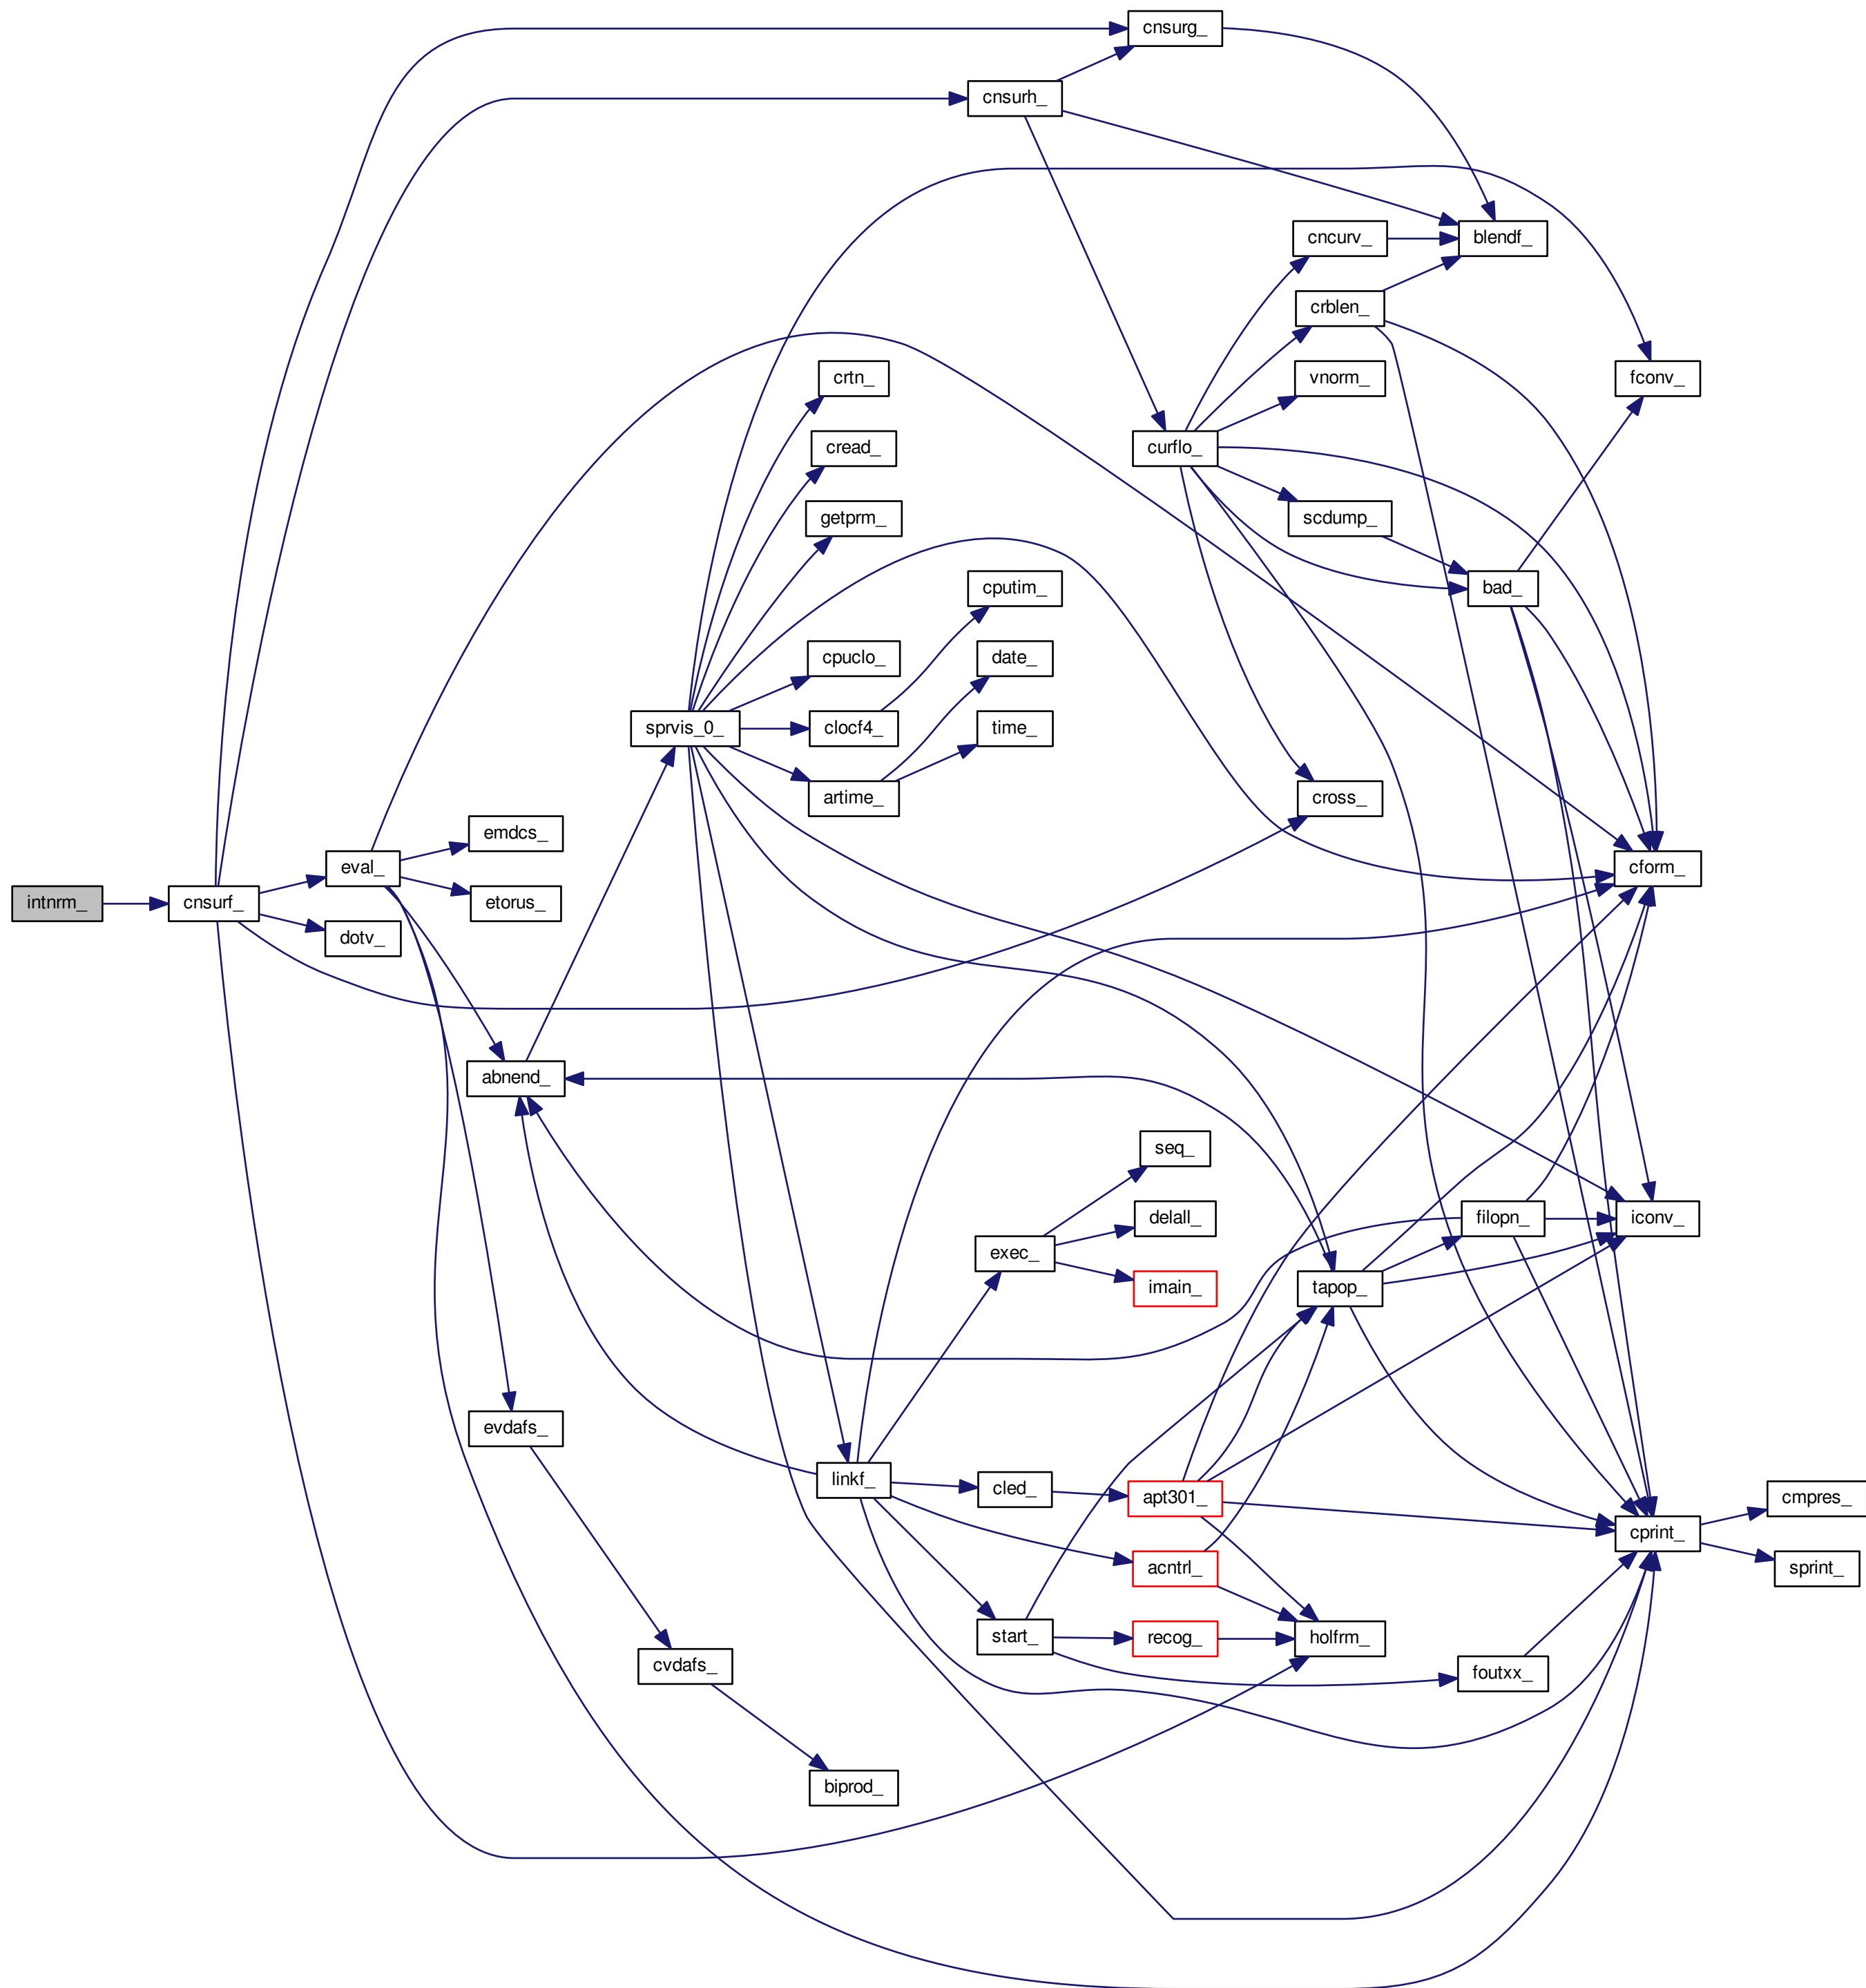 cnsurg_
cnsurh_
cncurv_
blendf_
crblen_
crtn_
vnorm_
fconv_
cread_
curflo_
getprm_
scdump_
cputim_
bad_
cpuclo_
date_
sprvis_0_
clocf4_
time_
artime_
cross_
emdcs_
eval_
cform_
intnrm_
cnsurf_
etorus_
dotv_
abnend_
seq_
delall_
filopn_
iconv_
exec_
imain_
tapop_
evdafs_
linkf_
cled_
apt301_
cmpres_
cprint_
acntrl_
sprint_
start_
recog_
holfrm_
cvdafs_
foutxx_
biprod_